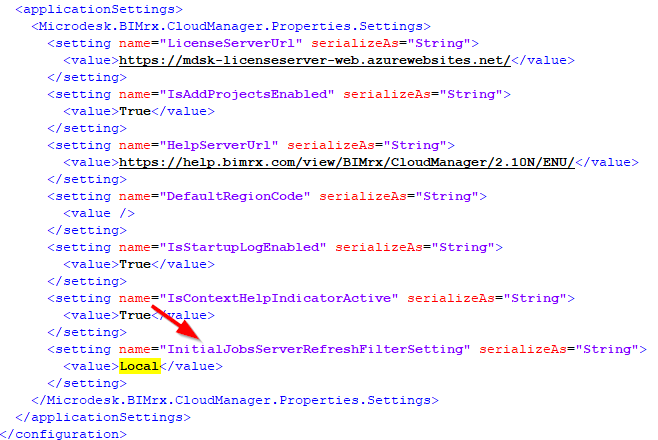 <applicationSettings>
<Microsoft.BIMrx.CloudManager.Properties.Settings>
<setting name="LicenseServerUrl" serializeAs="String">
<value>https://mdsk-licenseserver-web.azurewebsites.net/</value>
</setting>
<setting name="IsAddProjectsEnabled" serializeAs="String">
<value>True</value>
</setting>
<setting name="HelpServerUrl" serializeAs="String">
<value>https://help.bimrx.com/view/BIMrx/CloudManager/2.10N/ENU/</value>
</setting>
<setting name="DefaultRegionCode" serializeAs="String">
<value />
</setting>
<setting name="IsStartupLogEnabled" serializeAs="String">
<value>True</value>
</setting>
<setting name="IsContextHelpIndicatorActive" serializeAs="String">
<value>True</value>
</setting>
<setting name="InitialJobsServerRefreshFilterSetting" serializeAs="String">
<value>Local</value>
</setting>
</Microdesk.BIMrx.CloudManager.Properties.Settings>
</applicationSettings>
</configuration>